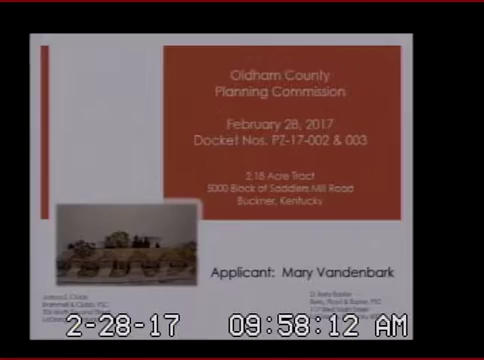 Oldham County
Planning Commission
February 28, 2017
Docket Nos. PZ-17-002 & 003
2.18 Acre Tract
5000 Block of Saddlers Mill Road
Buckner, Kentucky
Applicant: Mary Vandenbark
2-28-17 09:58:12 AM